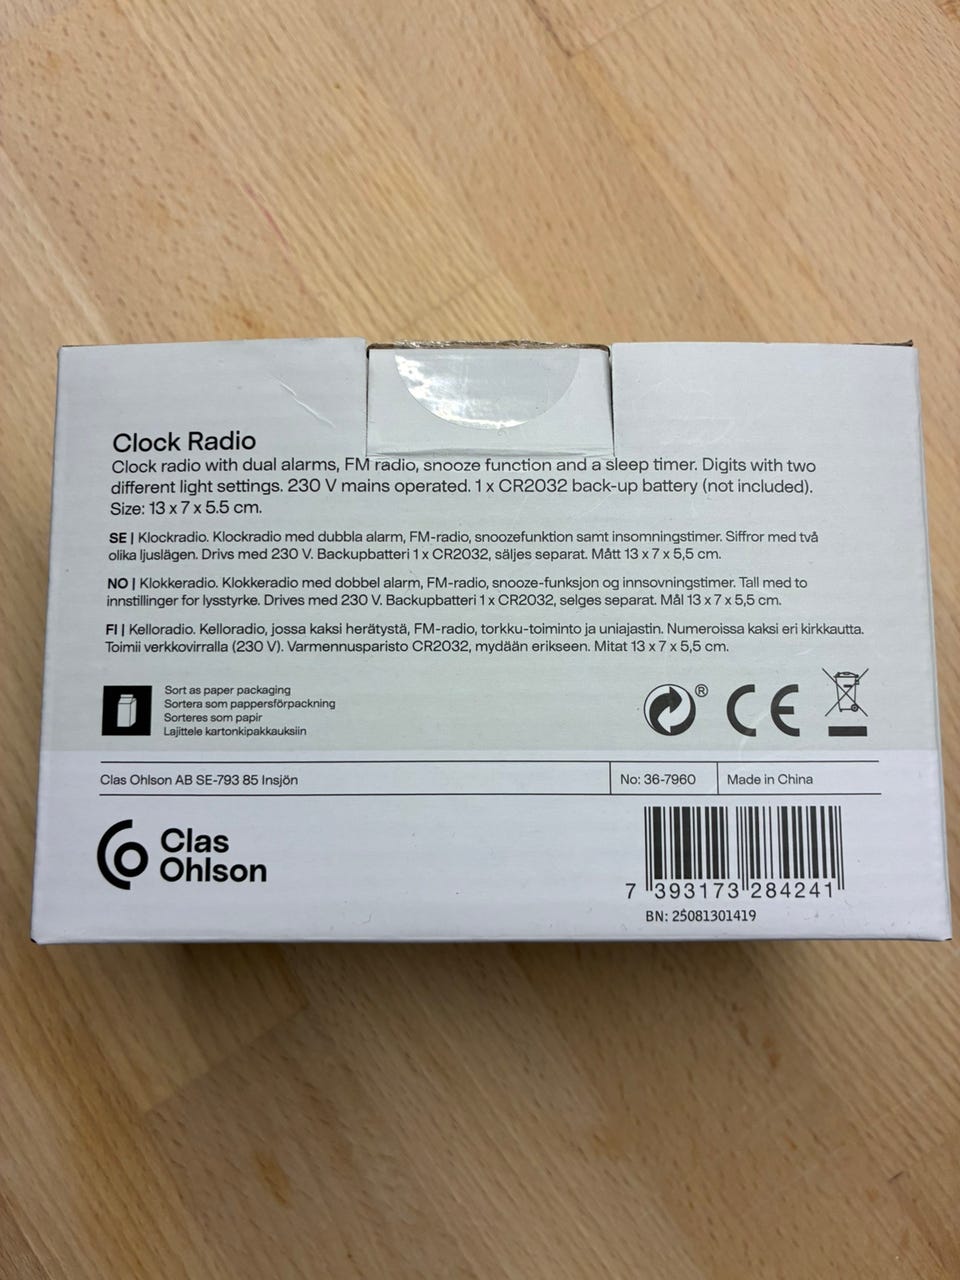 Clock Radio
Clock radio with dual alarms, FM radio, snooze function and a sleep timer. Digits with two
different light settings. 230 V mains operated. 1 x CR2032 back-up battery (not included).
Size: 13 x 7 x 5.5 cm.
SE | Klockradio. Klockradio med dubbla alarm, FM-radio, snoozefunktion samt insomningstimer. Siffror med två
olika ljuslägen. Drivs med 230 V. Backupbatteri 1 x CR2032, säljes separat. Mått 13 x 7 x 5,5 cm.
NO | Klokkeradio. Klokkeradio med dobbel alarm, FM-radio, snooze-funksjon og innsovningstimer. Tall med to
innstillinger for lysstyrke. Drives med 230 V. Backupbatteri 1 x CR2032, selges separat. Mål 13 x 7 x 5,5 cm.
FI | Kelloradio. Kelloradio, jossa kaksi herätystä, FM-radio, torkku-toiminto ja uniajastin. Numeroissa kaksi eri kirkkautta.
Toimii verkkovirralla (230 V). Varmennusparisto CR2032, mydään erikseen. Mitat 13 x 7 x 5,5 cm.
Sort as paper packaging
Sortera som pappersförpackning
Sorteres som papir
Lajittele kartonkipakkauksiin
® CE
Clas Ohlson AB SE-793 85 Insjön
No: 36-7960
Made in China
Clas
Ohlson
7 393173 284241
BN: 25081301419